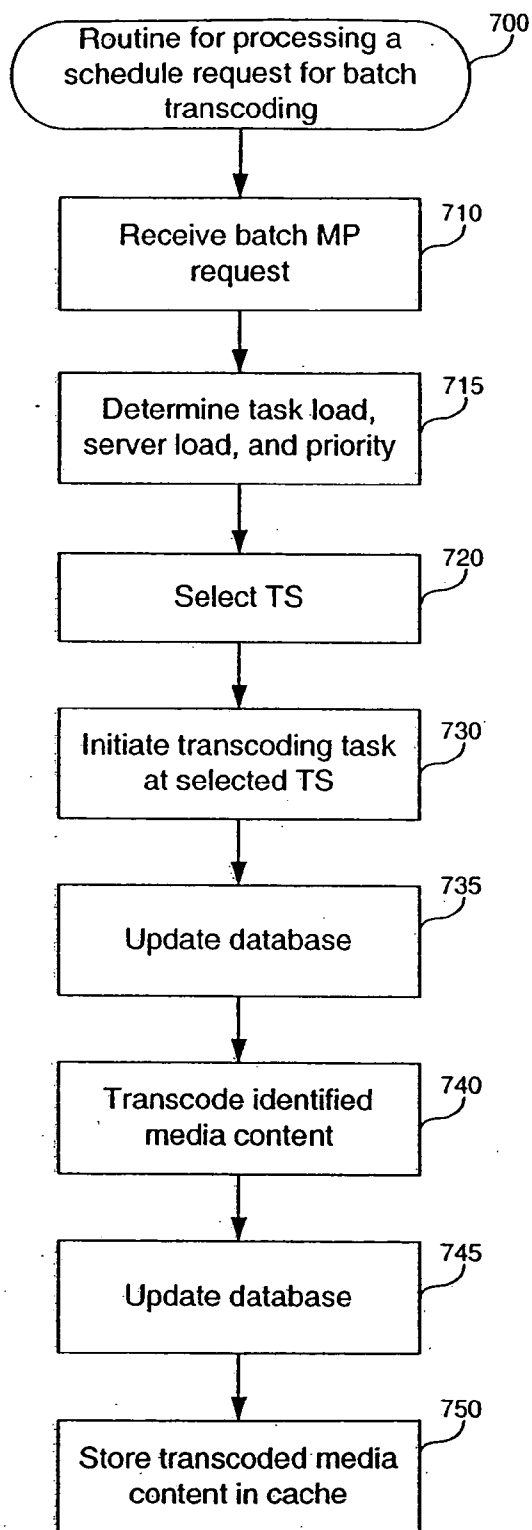 Routine for processing a
schedule request for batch
transcoding
700
Receive batch MP
request
710
Determine task load,
server load, and priority
715
Select TS
720
Initiate transcoding task
at selected TS
730
Update database
735
Transcode identified
media content
740
Update database
745
Store transcoded media
content in cache
750